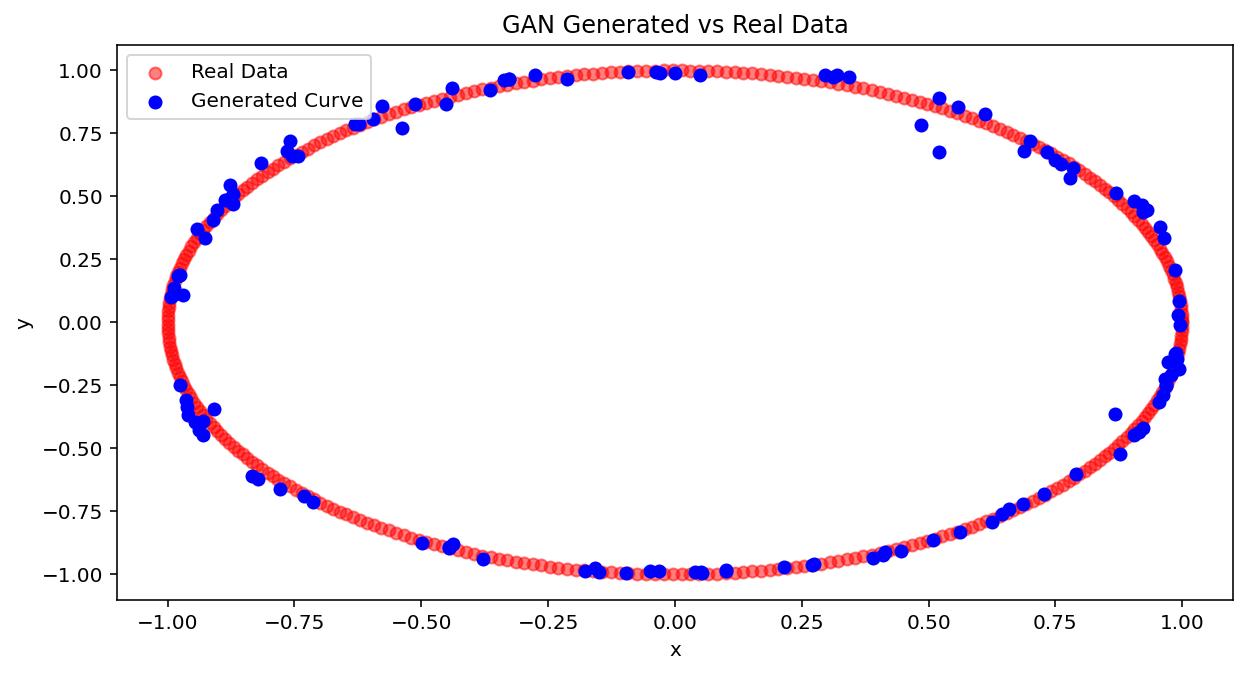 GAN Generated vs Real Data
Real Data
Generated Curve
1.00
0.75
0.50
0.25
0.00
−0.25
−0.50
−0.75
−1.00
y
−1.00 −0.75 −0.50 −0.25 0.00 0.25 0.50 0.75 1.00
x